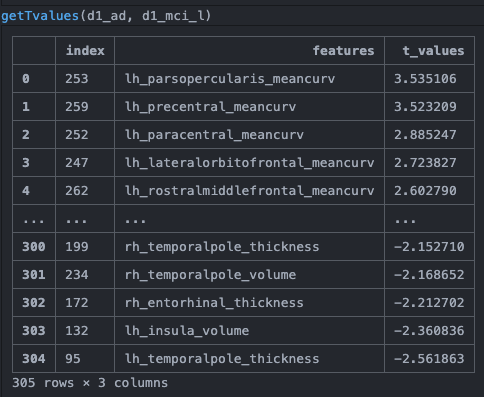 getTvalues(d1_ad, d1_mci_l)
index features t_values
0 253 lh_parsopercularis_meancurv 3.535106
1 259 lh_precentral_meancurv 3.523209
2 252 lh_paracentral_meancurv 2.885247
3 247 lh_lateralorbitofrontal_meancurv 2.723827
4 262 lh_rostralmiddlefrontal_meancurv 2.602790
... ... ... ...
300 199 rh_temporalpole_thickness -2.152710
301 234 rh_temporalpole_volume -2.168652
302 172 rh_entorhinal_thickness -2.212702
303 132 lh_insula_volume -2.360836
304 95 lh_temporalpole_thickness -2.561863
305 rows × 3 columns